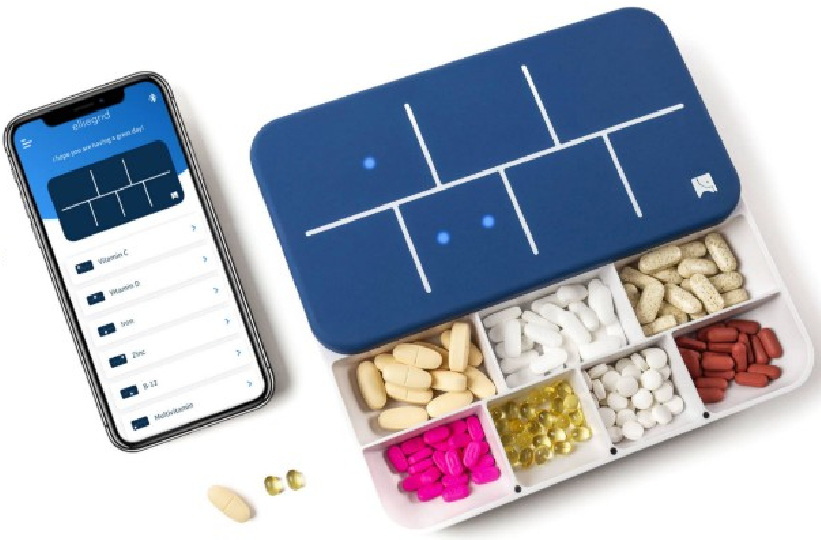 ellegrid
I hope you are having a great day!
Vitamin C
Vitamin D
Iron
Zinc
B-12
Multivitamin